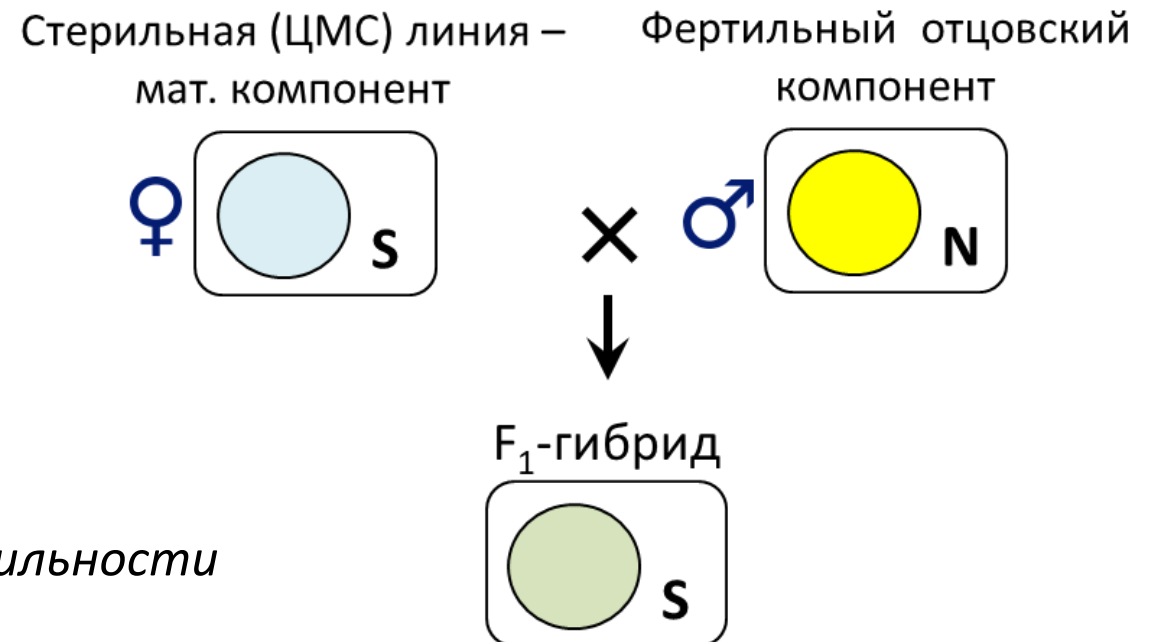 Стерильная (ЦМС) линия –
мат. компонент
Фертильный отцовский
компонент
♀
S
×
♂
N
F₁-гибрид
S
ильности